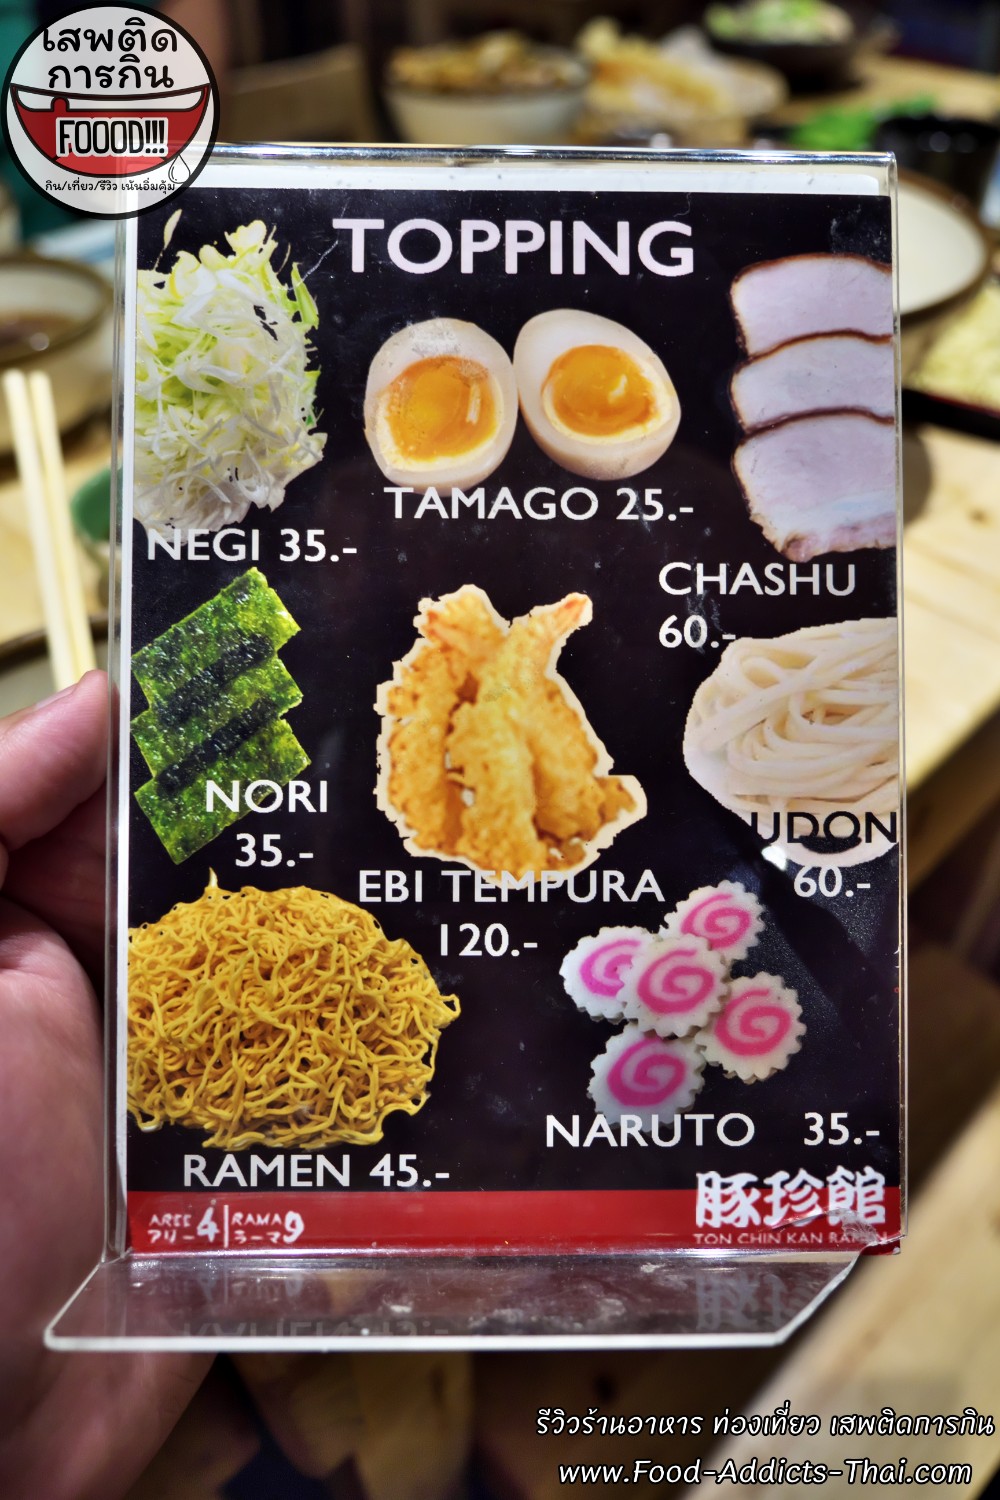 เสพติด
การกิน
FOOOD!!!
กิน/เที่ยว/รีวิว เน้นอิ่มคุ้ม
TOPPING
TAMAGO 25.-
NEGI 35.-
CHASHU
60.-
NORI
35.-
UDON
60.-
EBI TEMPURA
120.-
NARUTO 35.-
RAMEN 45.-
AREE 4 | RAMA 9
アリー ラーマ
豚珍館
TON CHIN KAN RAMEN
รีวิวร้านอาหาร ท่องเที่ยว เสพติดการกิน
www.Food-Addicts-Thai.com